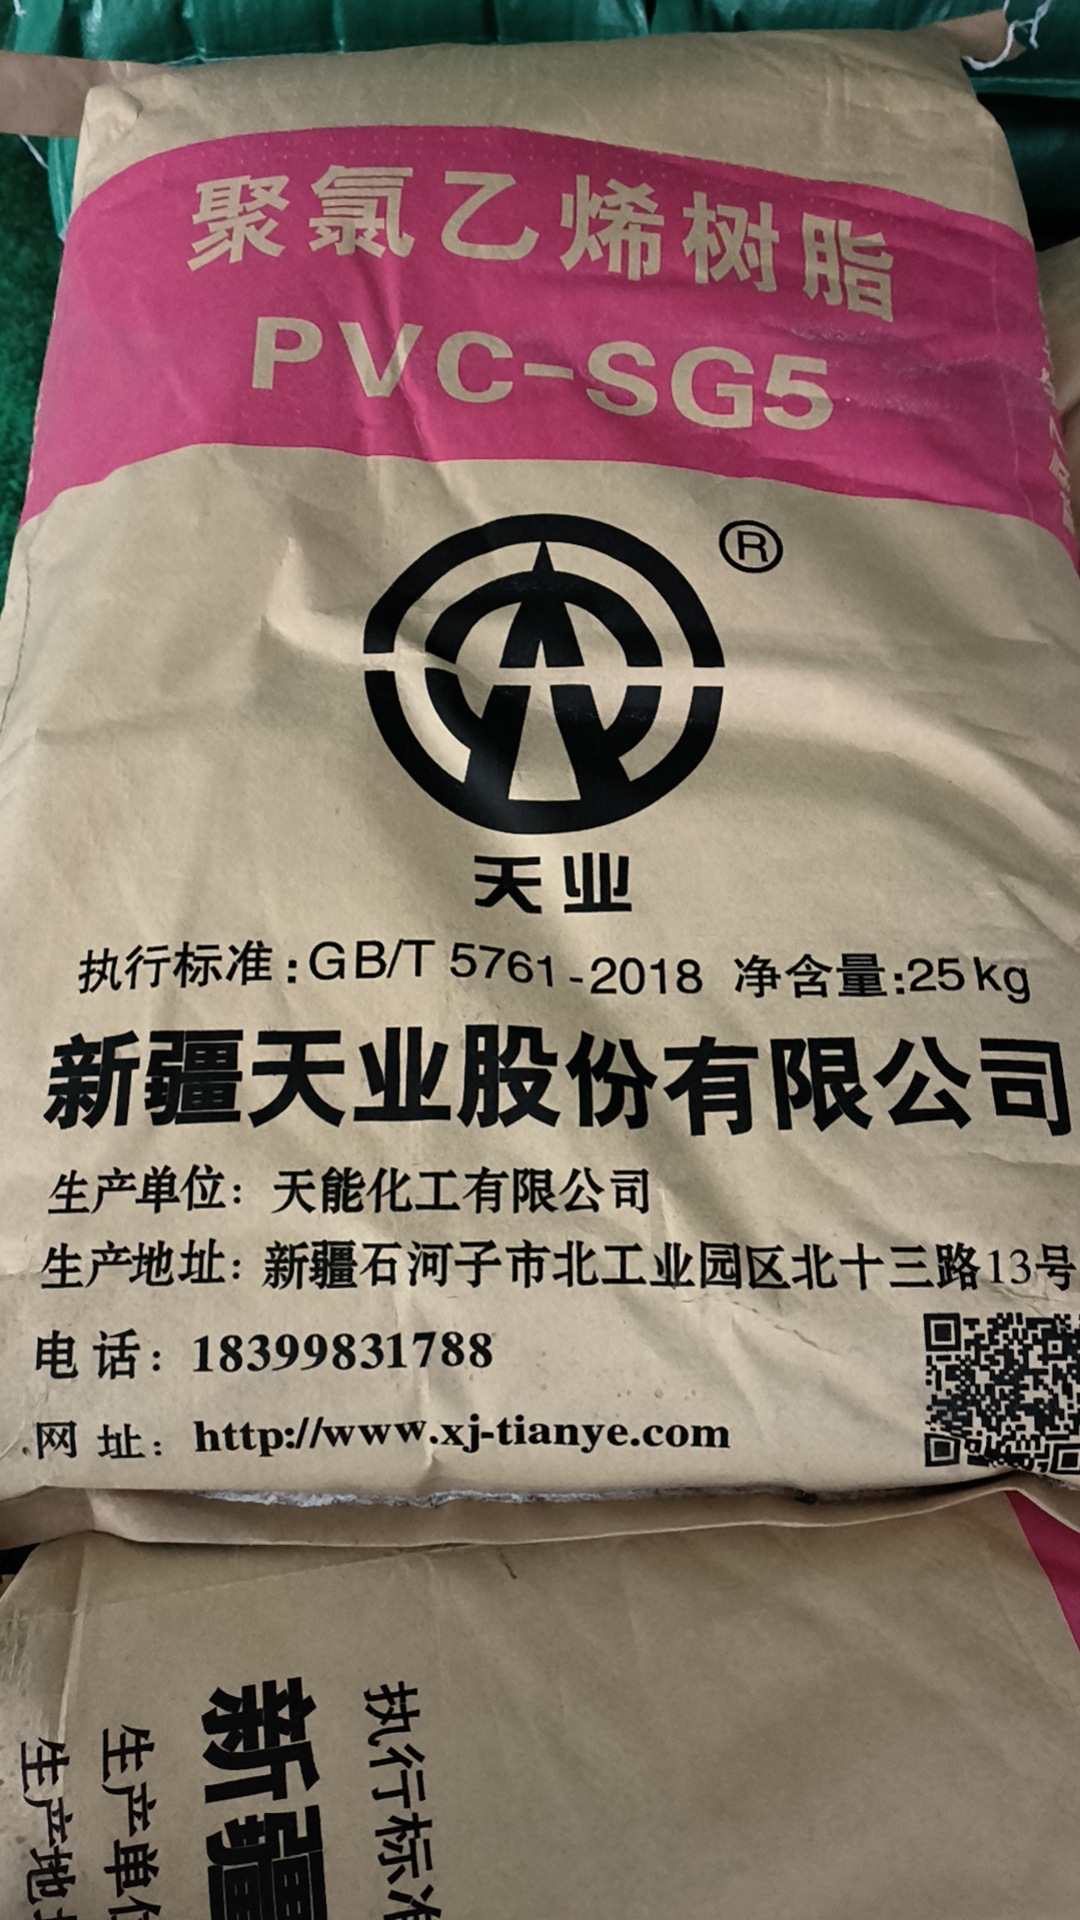 聚氯乙烯树脂
PVC-SG5
®
天业
执行标准:GB/T 5761-2018 净含量:25kg
新疆天业股份有限公司
生产单位：天能化工有限公司
生产地址：新疆石河子市北工业园区北十三路13号
电话：18399831788
网址：http://www.xj-tianye.com
执行标准
新疆
生产单位
生产地